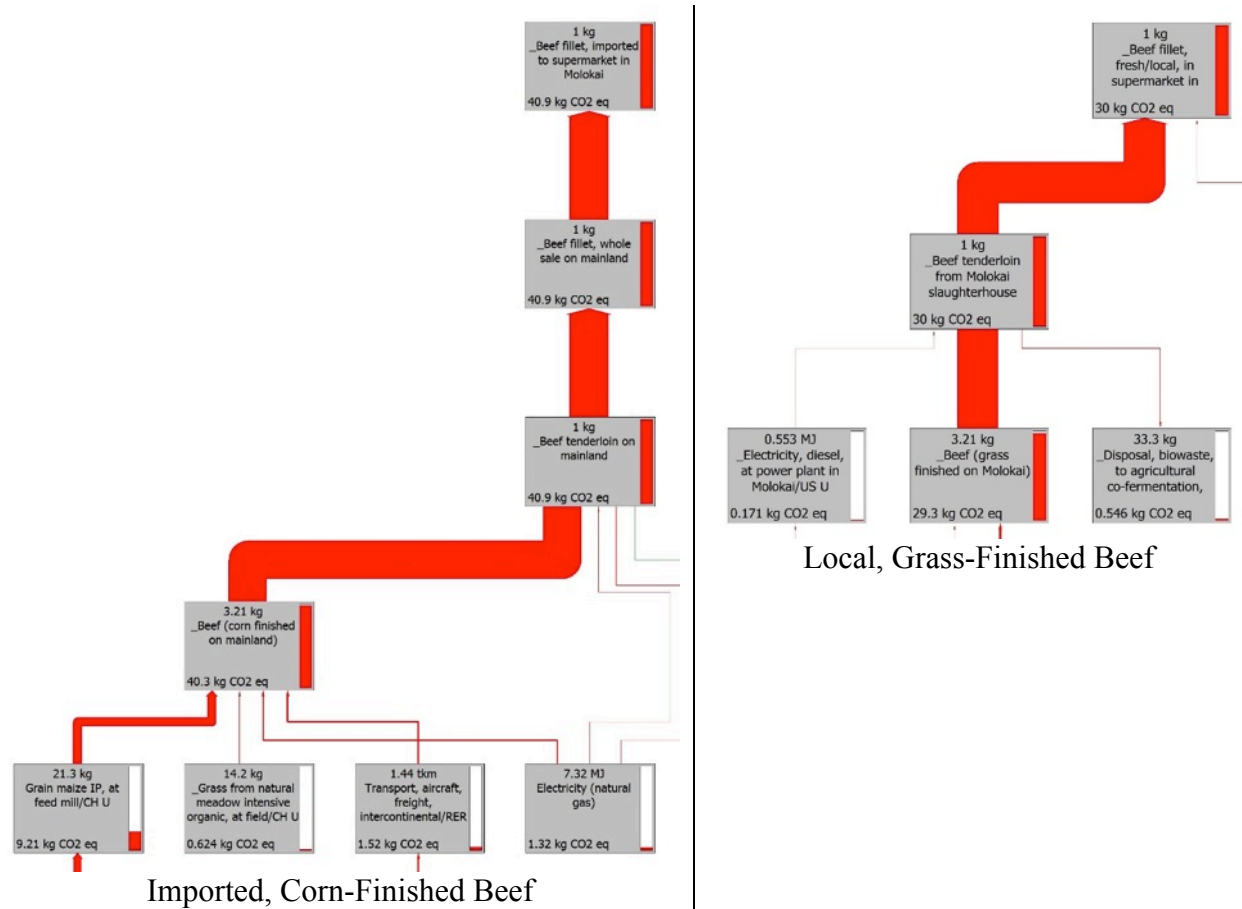 1 kg
_Beef fillet, imported
to supermarket in
Molokai
40.9 kg CO2 eq
1 kg
_Beef fillet, whole
sale on mainland
40.9 kg CO2 eq
1 kg
_Beef tenderloin on
mainland
40.9 kg CO2 eq
3.21 kg
_Beef (corn finished
on mainland)
40.3 kg CO2 eq
21.3 kg
Grain maize IP, at
feed mill/CH U
9.21 kg CO2 eq
14.2 kg
_Grass from natural
meadow intensive
organic, at field/CH U
0.624 kg CO2 eq
1.44 tkm
Transport, aircraft,
freight,
intercontinental/RER
1.52 kg CO2 eq
7.32 MJ
Electricity (natural
gas)
1.32 kg CO2 eq
Imported, Corn-Finished Beef
1 kg
_Beef fillet,
fresh/local, in
supermarket in
30 kg CO2 eq
1 kg
_Beef tenderloin
from Molokai
slaughterhouse
30 kg CO2 eq
0.553 MJ
_Electricity, diesel,
at power plant in
Molokai/US U
0.171 kg CO2 eq
3.21 kg
_Beef (grass
finished on Molokai)
29.3 kg CO2 eq
33.3 kg
_Disposal, biowaste,
to agricultural
co-fermentation,
0.546 kg CO2 eq
Local, Grass-Finished Beef